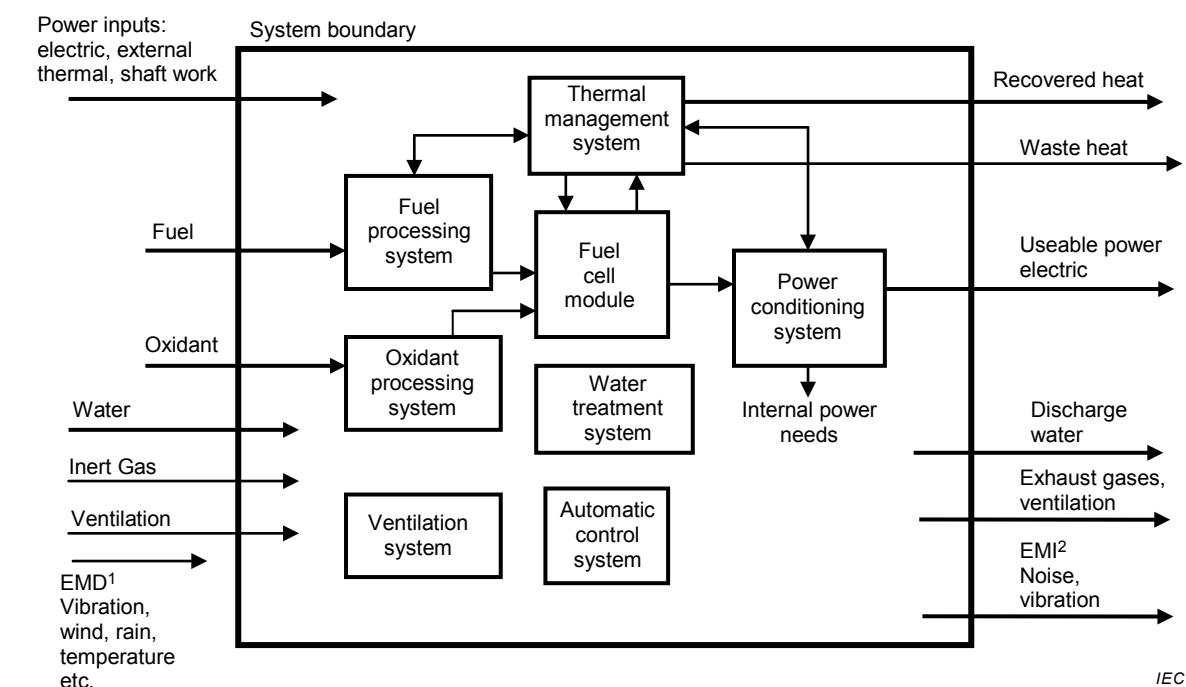 Power inputs:
electric, external
thermal, shaft work
System boundary
Thermal
management
system
Recovered heat
Waste heat
Fuel
Fuel
processing
system
Fuel
cell
module
Power
conditioning
system
Useable power
electric
Oxidant
Oxidant
processing
system
Water
treatment
system
Internal power
needs
Water
Inert Gas
Ventilation
Ventilation
system
Automatic
control
system
Discharge
water
Exhaust gases,
ventilation
EMI2
Noise,
vibration
EMD1
Vibration,
wind, rain,
temperature
etc.
IEC